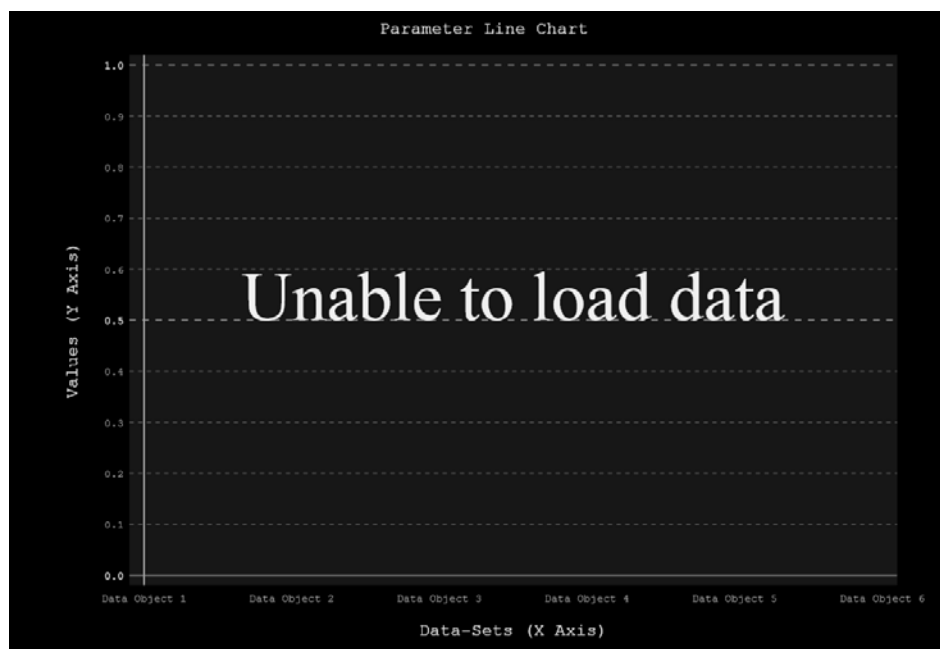 Parameter Line Chart
1.0
0.9
0.8
0.7
0.6
Unable to load data
0.5
0.4
0.3
0.2
0.1
0.0
Values (Y Axis)
Data Object 1 Data Object 2 Data Object 3 Data Object 4 Data Object 5 Data Object 6
Data-Sets (X Axis)